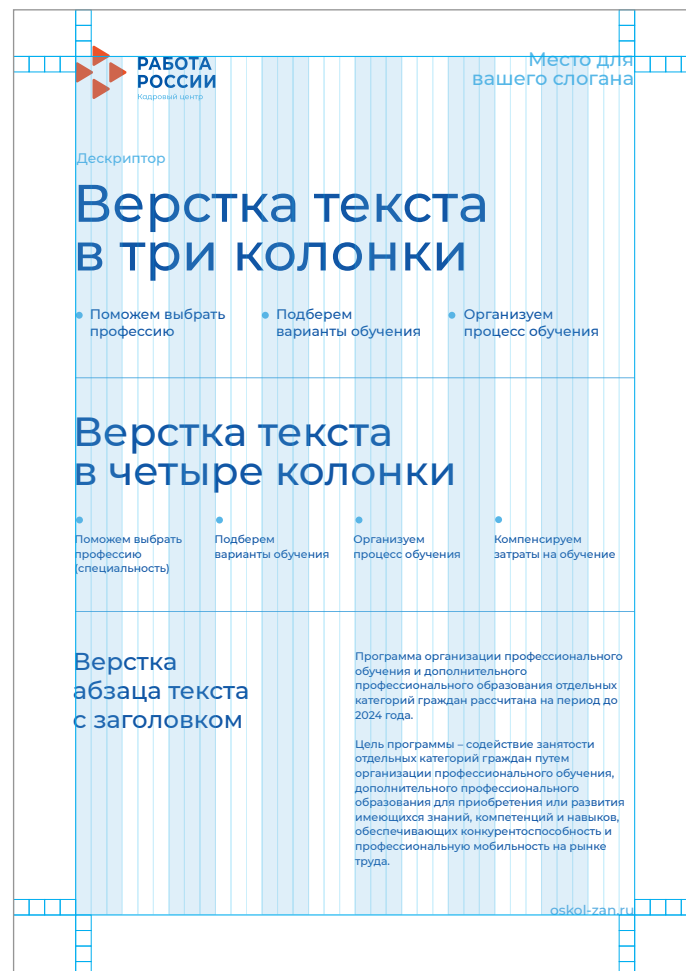 РАБОТА
РОССИИ
Кадровый центр
Место для
вашего слогана
Дескриптор
Верстка текста
в три колонки
Поможем выбрать
профессию
Подберем
варианты обучения
Организуем
процесс обучения
Верстка текста
в четыре колонки
Поможем выбрать
профессию
(специальность)
Подберем
варианты обучения
Организуем
процесс обучения
Компенсируем
затраты на обучение
Верстка
абзаца текста
с заголовком
Программа организации профессионального
обучения и дополнительного
профессионального образования отдельных
категорий граждан рассчитана на период до
2024 года.
Цель программы – содействие занятости
отдельных категорий граждан путем
организации профессионального обучения,
дополнительного профессионального
образования для приобретения или развития
имеющихся знаний, компетенций и навыков,
обеспечивающих конкурентоспособность и
профессиональную мобильность на рынке
труда.
oskol-zan.ru